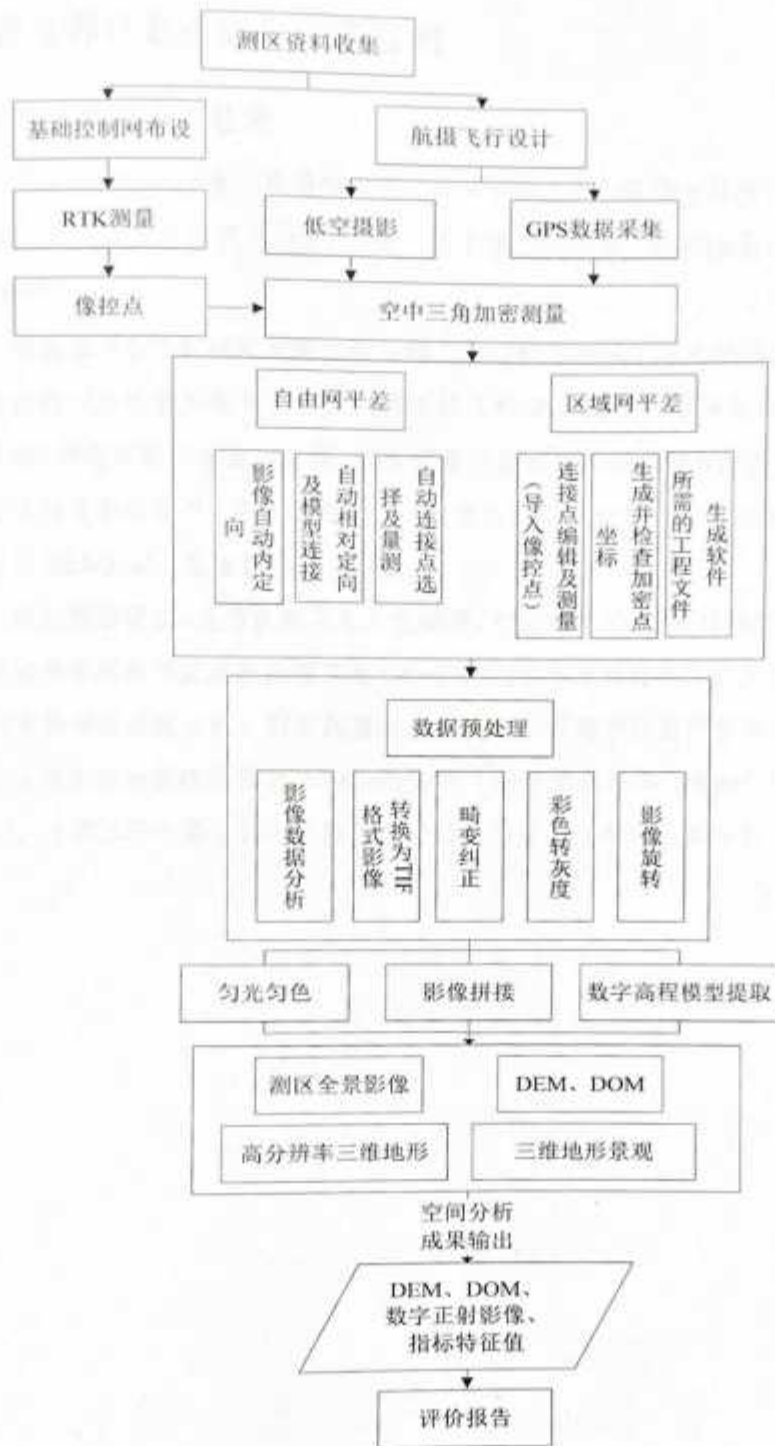 测区资料收集
基础控制网布设
航摄飞行设计
RTK测量
低空摄影
GPS数据采集
像控点
空中三角加密测量
自由网平差
区域网平差
影像自动内定
向
自动相对定向
及模型连接
自动连接点选
择及量测
连接点编辑及测量
（导入像控点）
生成并检查加密点
坐标
生成软件
所需的工程文件
数据预处理
影像数据分析
转换为TIF
格式影像
畸变纠正
彩色转灰度
影像旋转
匀光匀色
影像拼接
数字高程模型提取
测区全景影像
DEM、DOM
高分辨率三维地形
三维地形景观
空间分析
成果输出
DEM、DOM、
数字正射影像、
指标特征值
评价报告